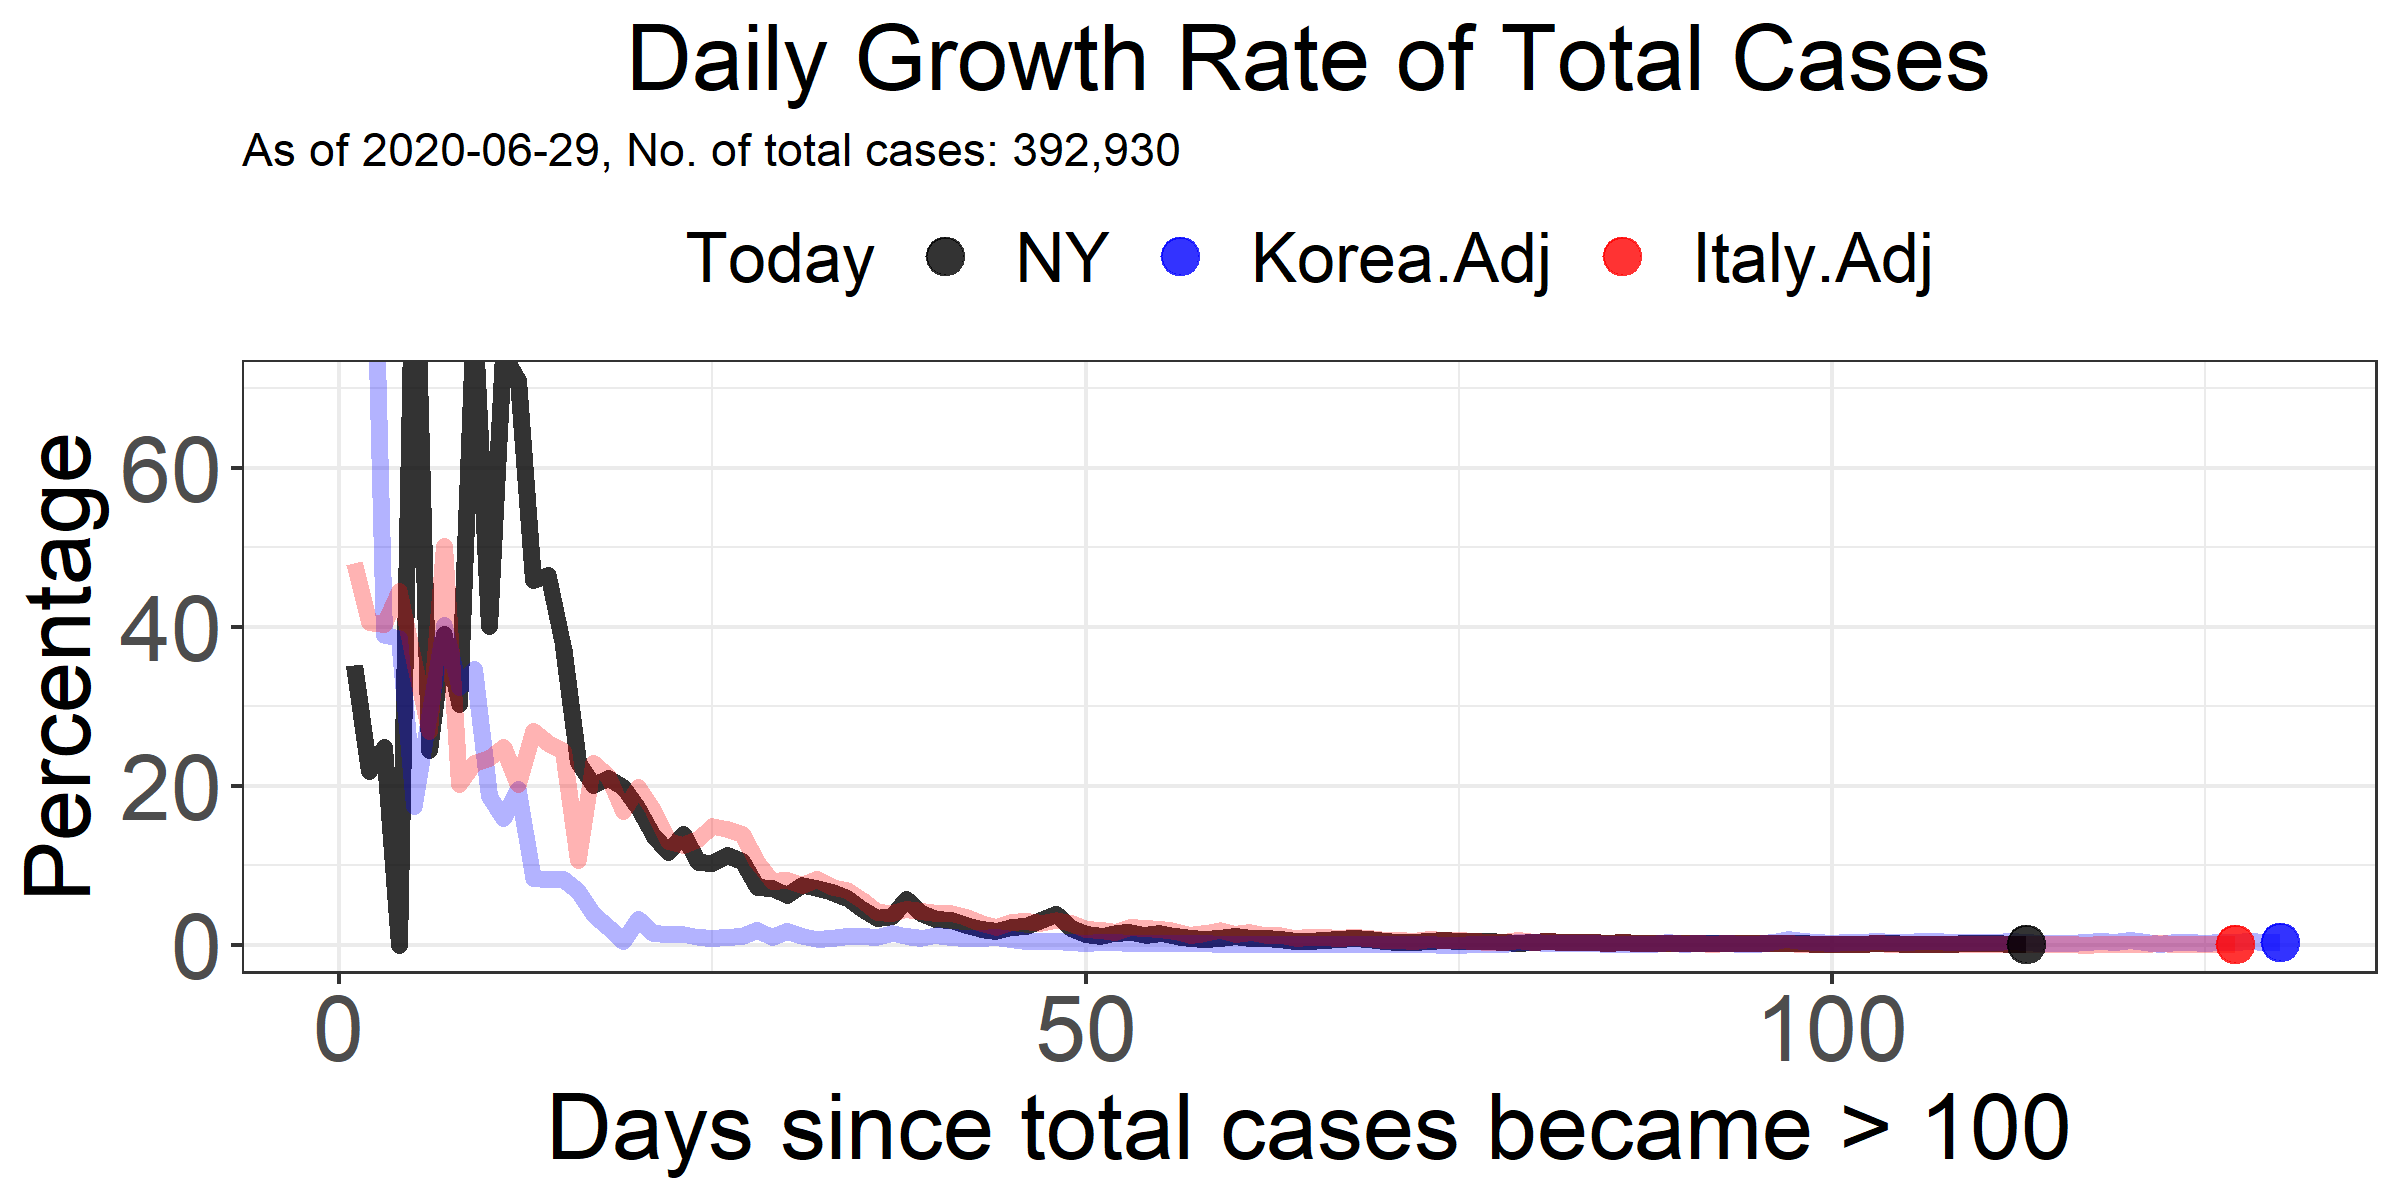 Daily Growth Rate of Total Cases
As of 2020-06-29, No. of total cases: 392,930
Today NY Korea.Adj Italy.Adj
Percentage
60
40
20
0
0 50 100
Days since total cases became > 100